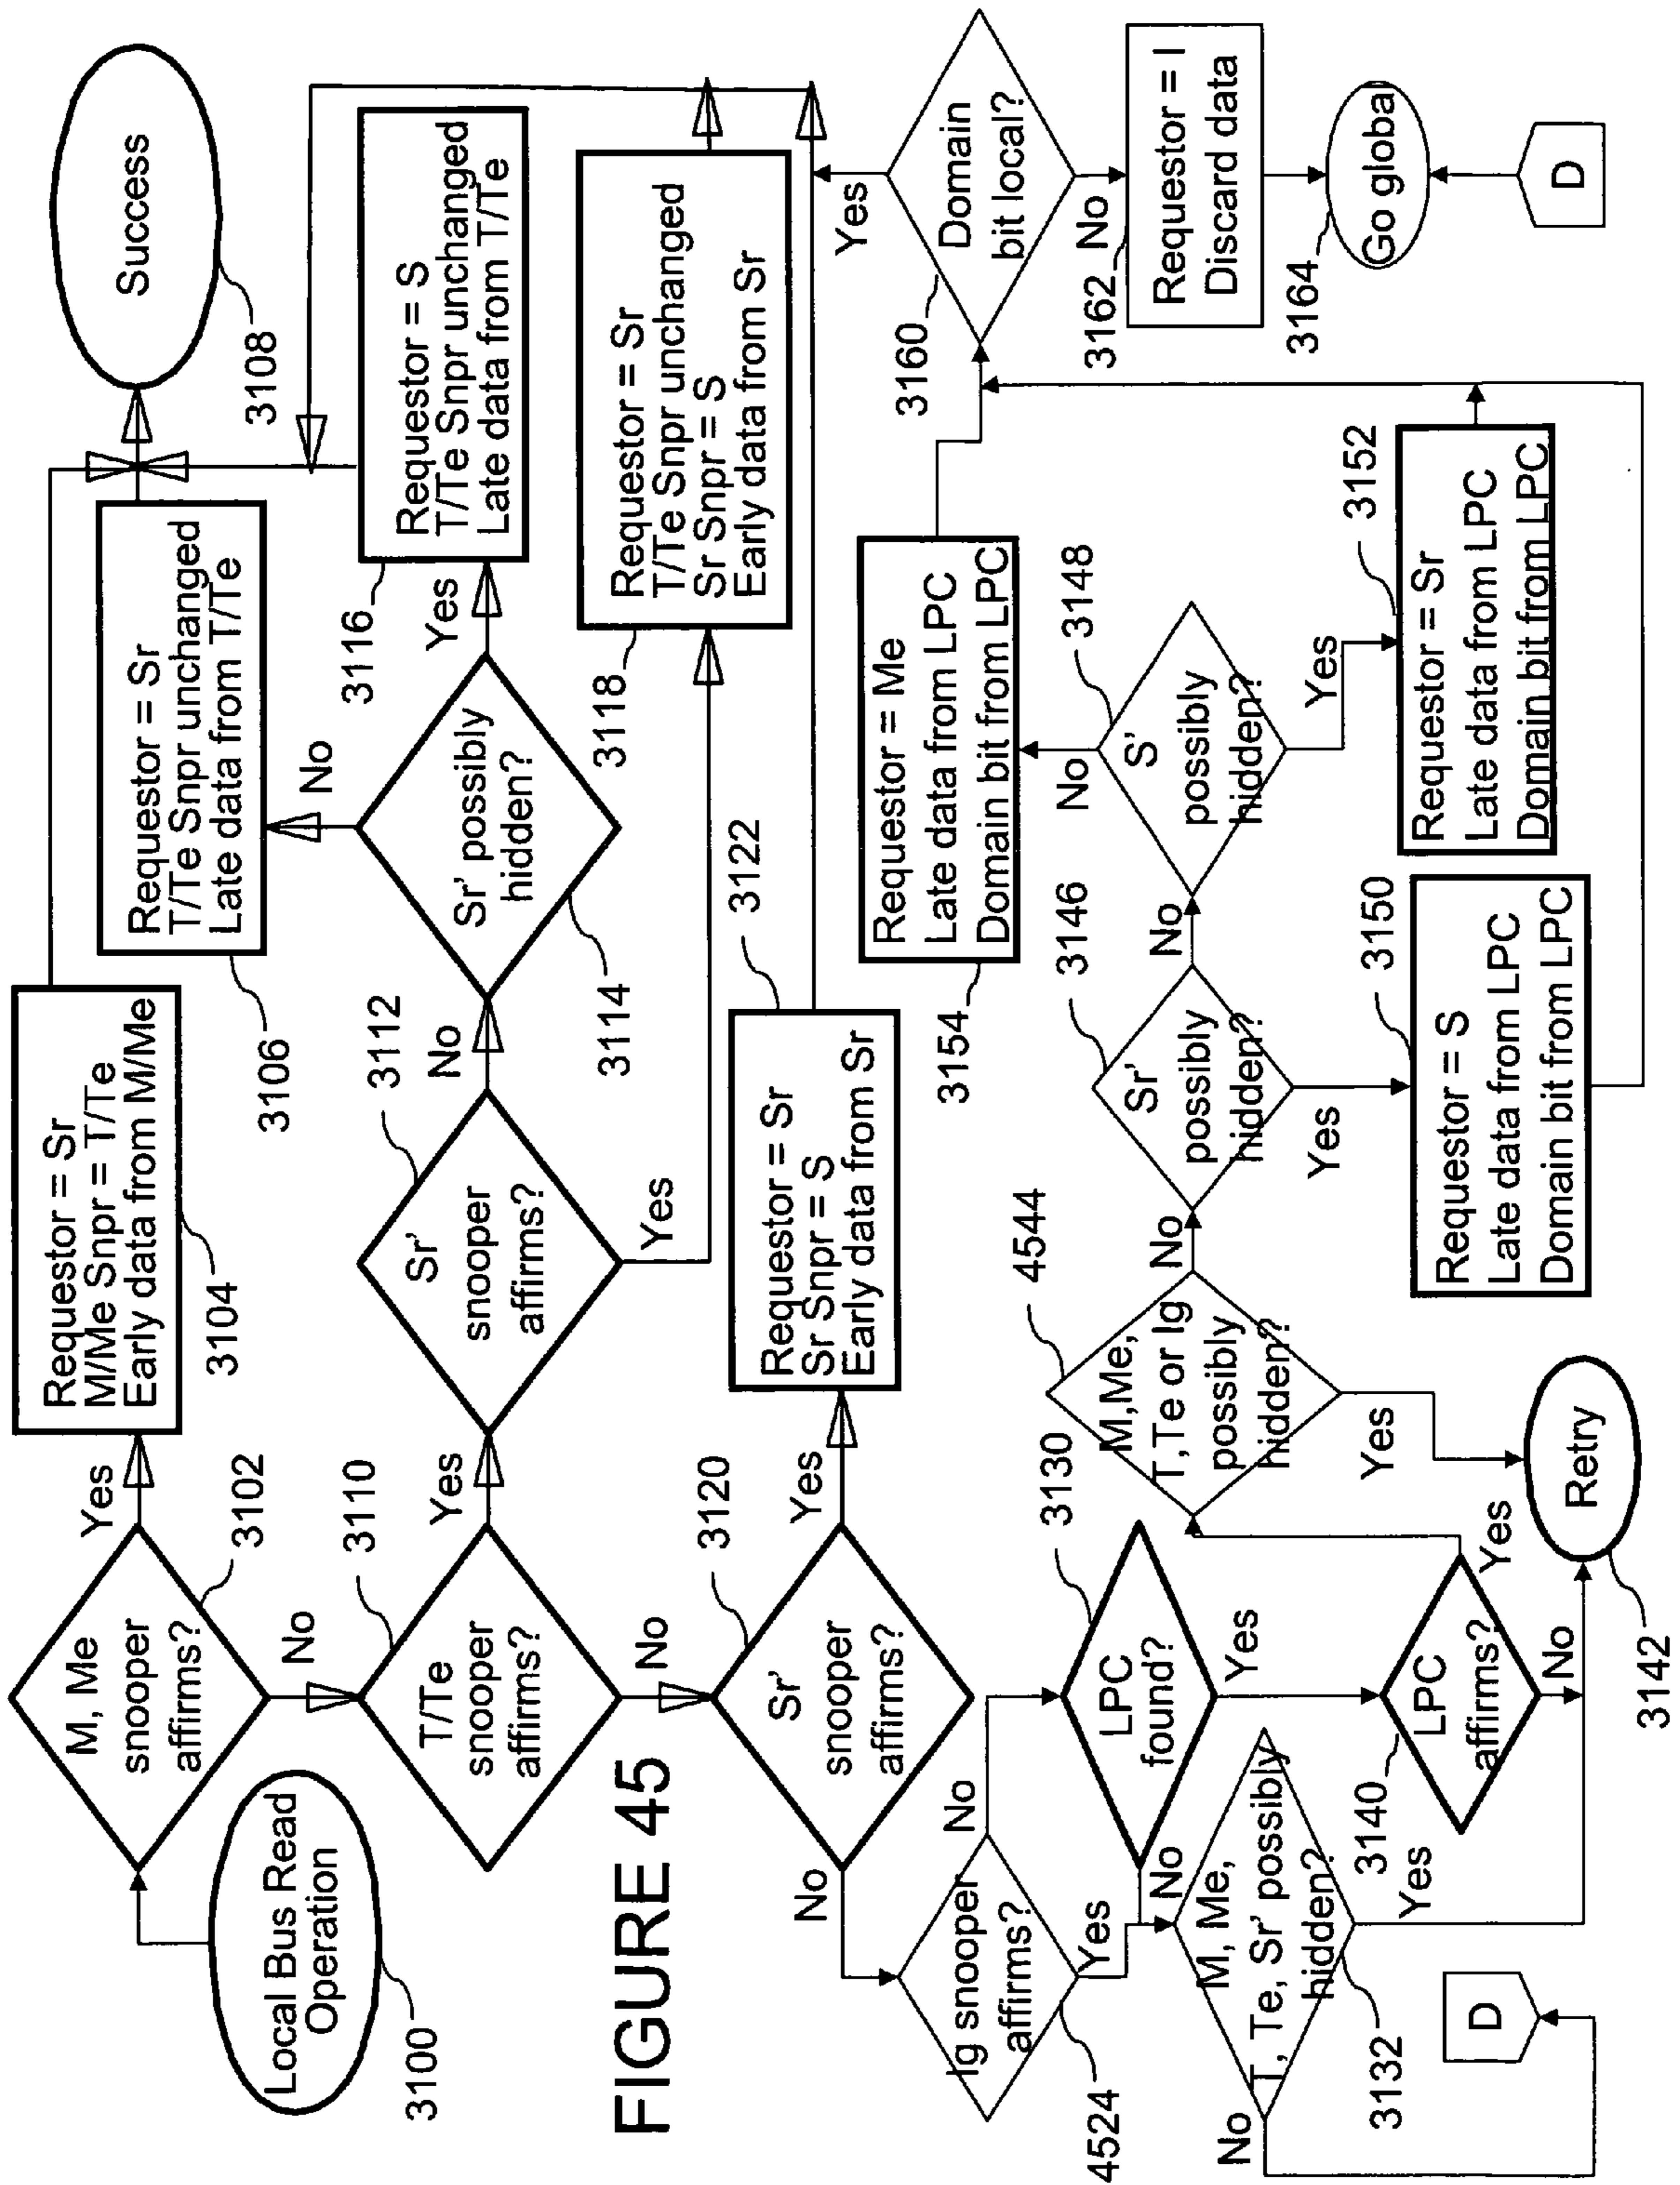 Local Bus Read
Operation
3100
M, Me
snooper
affirms?
3102
Yes
No
Requestor = Sr
M/Me Snpr = T/Te
Early data from M/Me
3104
Requestor = Sr
T/Te Snpr unchanged
Late data from T/Te
3106
Success
3108
T/Te
snooper
affirms?
3110
Yes
No
Sr'
snooper
affirms?
3112
No
Yes
Sr' possibly
hidden?
3114
No
Yes
Requestor = S
T/Te Snpr unchanged
Late data from T/Te
3116
Requestor = Sr
T/Te Snpr unchanged
Sr Snpr = S
Early data from Sr
3118
Sr'
snooper
affirms?
3120
Yes
No
Requestor = Sr
Sr Snpr = S
Early data from Sr
3122
FIGURE 45
Ig snooper
affirms?
4524
No
Yes
LPC
found?
3130
Yes
No
M, Me,
T, Te, Sr' possibly
hidden?
3132
No
Yes
D
LPC
affirms?
3140
Yes
No
Retry
3142
M,Me,
T,Te or Ig
possibly
hidden?
4544
No
Yes
Sr'
possibly
hidden?
3146
No
Yes
S'
possibly
hidden?
3148
No
Yes
Requestor = S
Late data from LPC
Domain bit from LPC
3150
Requestor = Sr
Late data from LPC
Domain bit from LPC
3152
Requestor = Me
Late data from LPC
Domain bit from LPC
3154
Domain
bit local?
3160
Yes
No
Requestor = I
Discard data
3162
Go global
3164
D